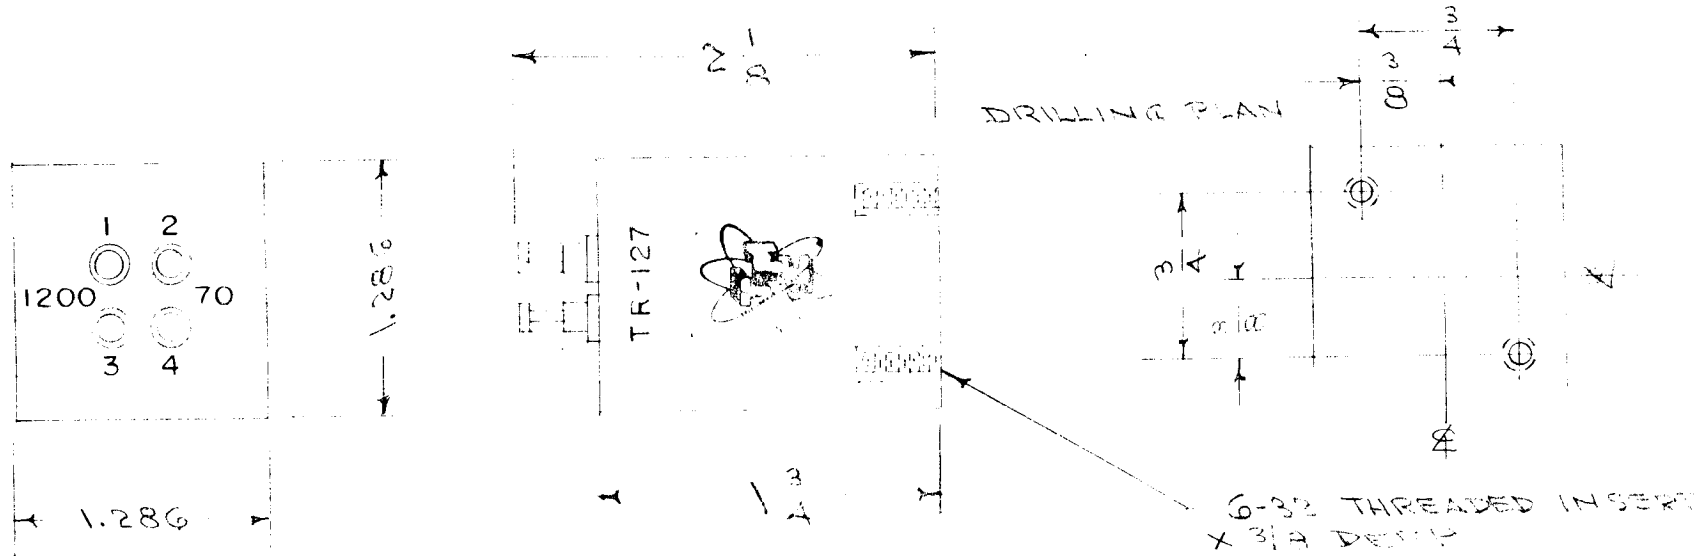 2 1/8
3/4
3/8
DRILLING PLAN
1 2
1200 70
3 4
1.286
TR-127
3/4
1.286
1 3/4
6-32 THREADED INSERT
X 3/8